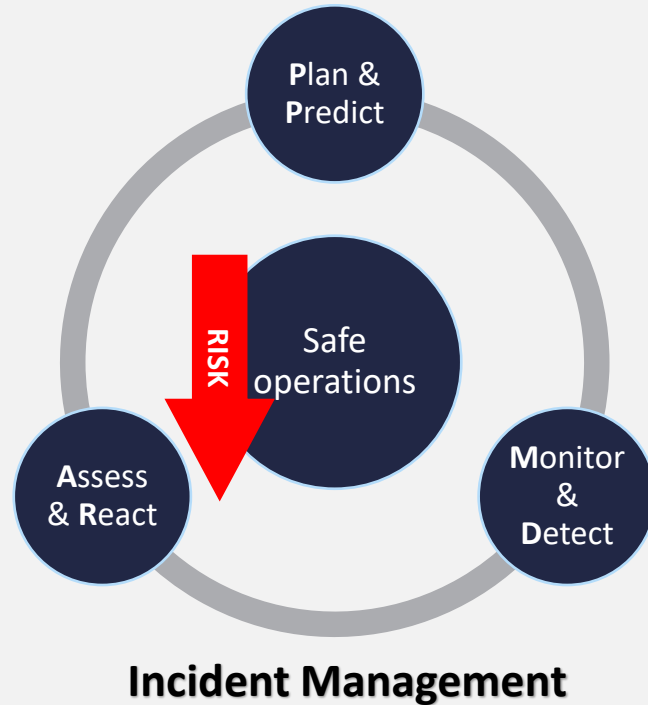 Plan &
Predict
RISK
Safe
operations
Assess
& React
Monitor
&
Detect
Incident Management